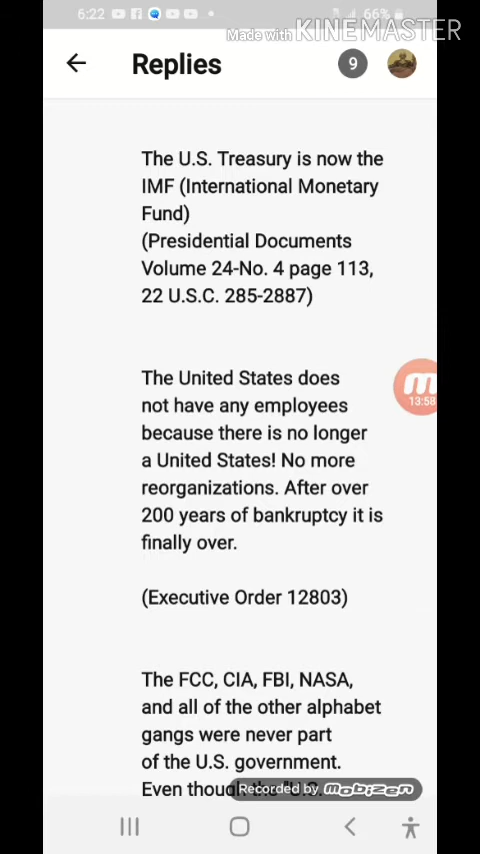 6:22
66%
Made with KINEMASTER
Replies
9
The U.S. Treasury is now the
IMF (International Monetary
Fund)
(Presidential Documents
Volume 24-No. 4 page 113,
22 U.S.C. 285-2887)
The United States does
not have any employees
13:58
because there is no longer
a United States! No more
reorganizations. After over
200 years of bankruptcy it is
finally over.
(Executive Order 12803)
The FCC, CIA, FBI, NASA,
and all of the other alphabet
gangs were never part
of the U.S. government.
Even though the "U.S.
Recorded by mobizen